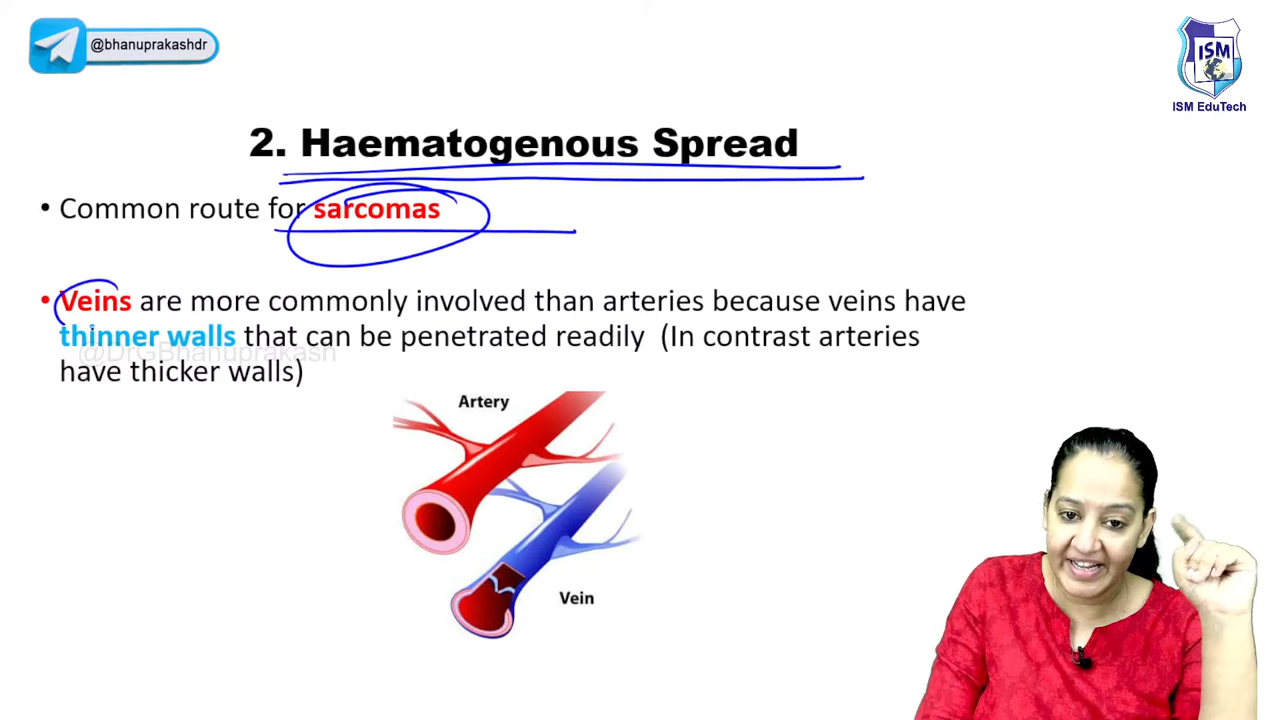 @bhanuprakashdr
ISM
ISM EduTech
2. Haematogenous Spread
• Common route for sarcomas
• Veins are more commonly involved than arteries because veins have
thinner walls that can be penetrated readily (In contrast arteries
@DrGBhanuprakash
have thicker walls)
Artery
Vein